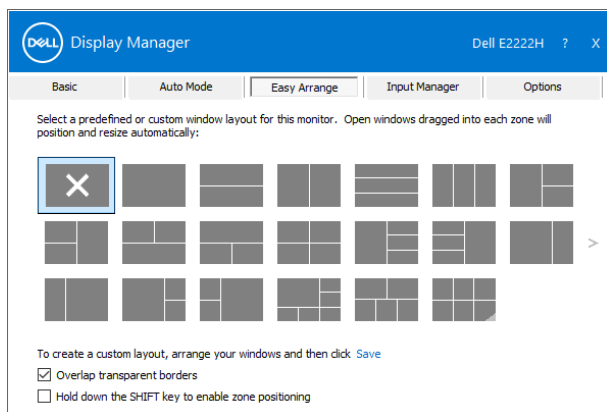 DELL Display Manager Dell E2222H ? X
Basic Auto Mode Easy Arrange Input Manager Options
Select a predefined or custom window layout for this monitor. Open windows dragged into each zone will
position and resize automatically:
>
To create a custom layout, arrange your windows and then click Save
Overlap transparent borders
Hold down the SHIFT key to enable zone positioning